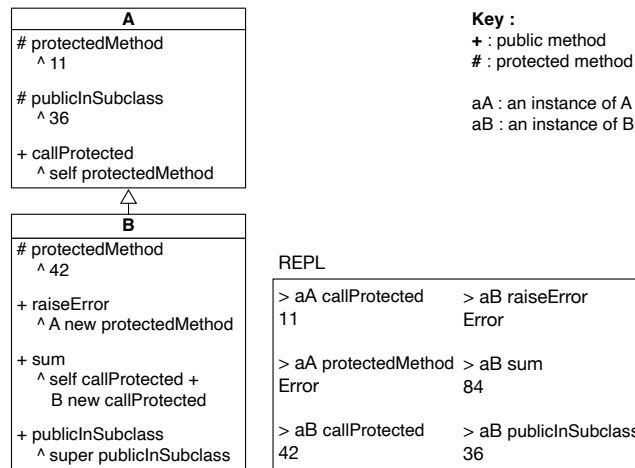 A
# protectedMethod
^ 11
# publicInSubclass
^ 36
+ callProtected
^ self protectedMethod
B
# protectedMethod
^ 42
+ raiseError
^ A new protectedMethod
+ sum
^ self callProtected +
B new callProtected
+ publicInSubclass
^ super publicInSubclass
Key :
+ : public method
# : protected method
aA : an instance of A
aB : an instance of B
REPL
> aA callProtected
11
> aA protectedMethod
Error
> aB callProtected
42
> aB raiseError
Error
> aB sum
84
> aB publicInSubclass
36